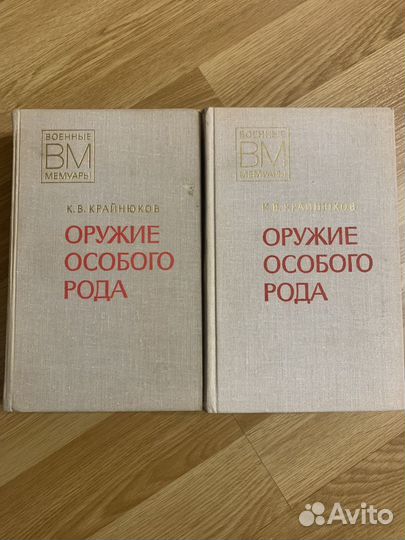 ВОЕННЫЕ
ВМ
МЕМУАРЫ
К. В. КРАЙНЮКОВ
ОРУЖИЕ
ОСОБОГО
РОДА
ВОЕННЫЕ
ВМ
МЕМУАРЫ
К. В. КРАЙНЮКОВ
ОРУЖИЕ
ОСОБОГО
РОДА
Avito